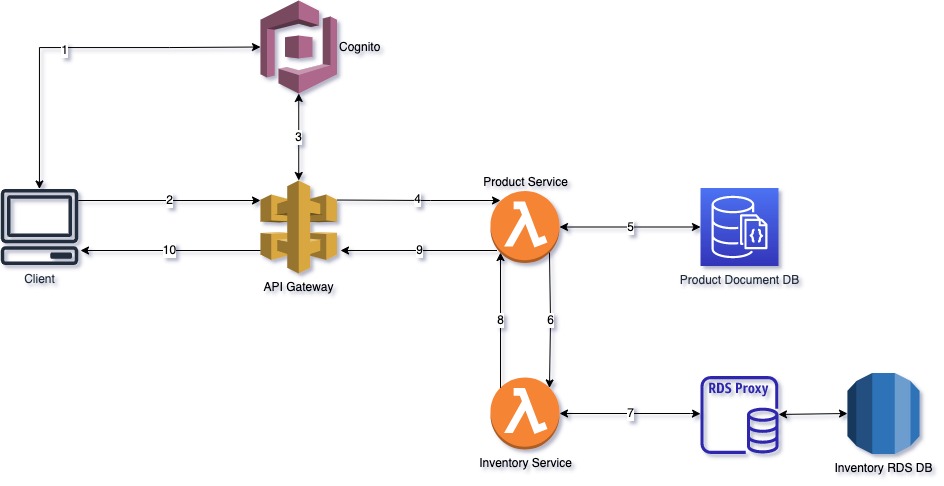 1
Cognito
3
Product Service
2
4
5
10
9
Client
API Gateway
Product Document DB
8
6
RDS Proxy
7
Inventory Service
Inventory RDS DB